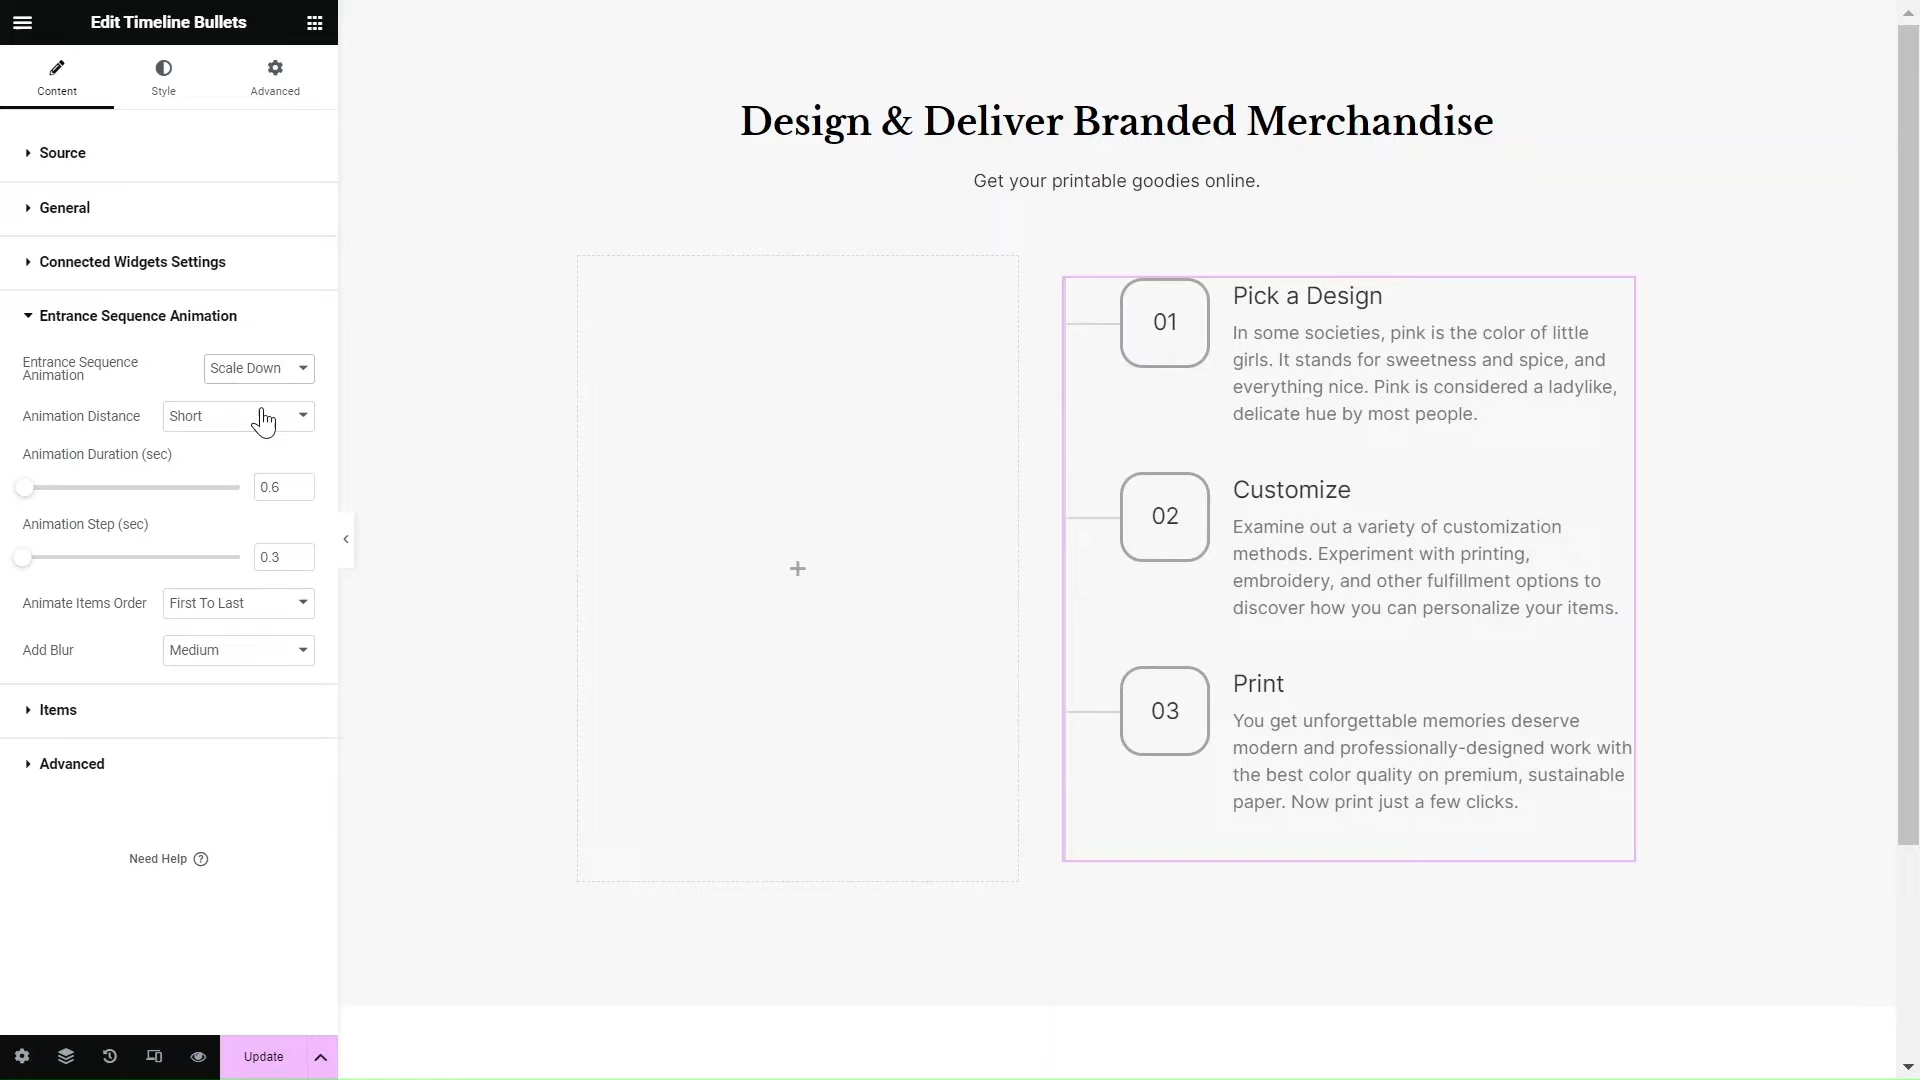 Edit Timeline Bullets
Content
Style
Advanced
Source
General
Connected Widgets Settings
Entrance Sequence Animation
Entrance Sequence
Animation
Scale Down
Animation Distance
Short
Animation Duration (sec)
0.6
Animation Step (sec)
0.3
Animate Items Order
First To Last
Add Blur
Medium
Items
Advanced
Need Help ?
Update
Design & Deliver Branded Merchandise
Get your printable goodies online.
01
Pick a Design
In some societies, pink is the color of little
girls. It stands for sweetness and spice, and
everything nice. Pink is considered a ladylike,
delicate hue by most people.
02
Customize
Examine out a variety of customization
methods. Experiment with printing,
embroidery, and other fulfillment options to
discover how you can personalize your items.
03
Print
You get unforgettable memories deserve
modern and professionally-designed work with
the best color quality on premium, sustainable
paper. Now print just a few clicks.